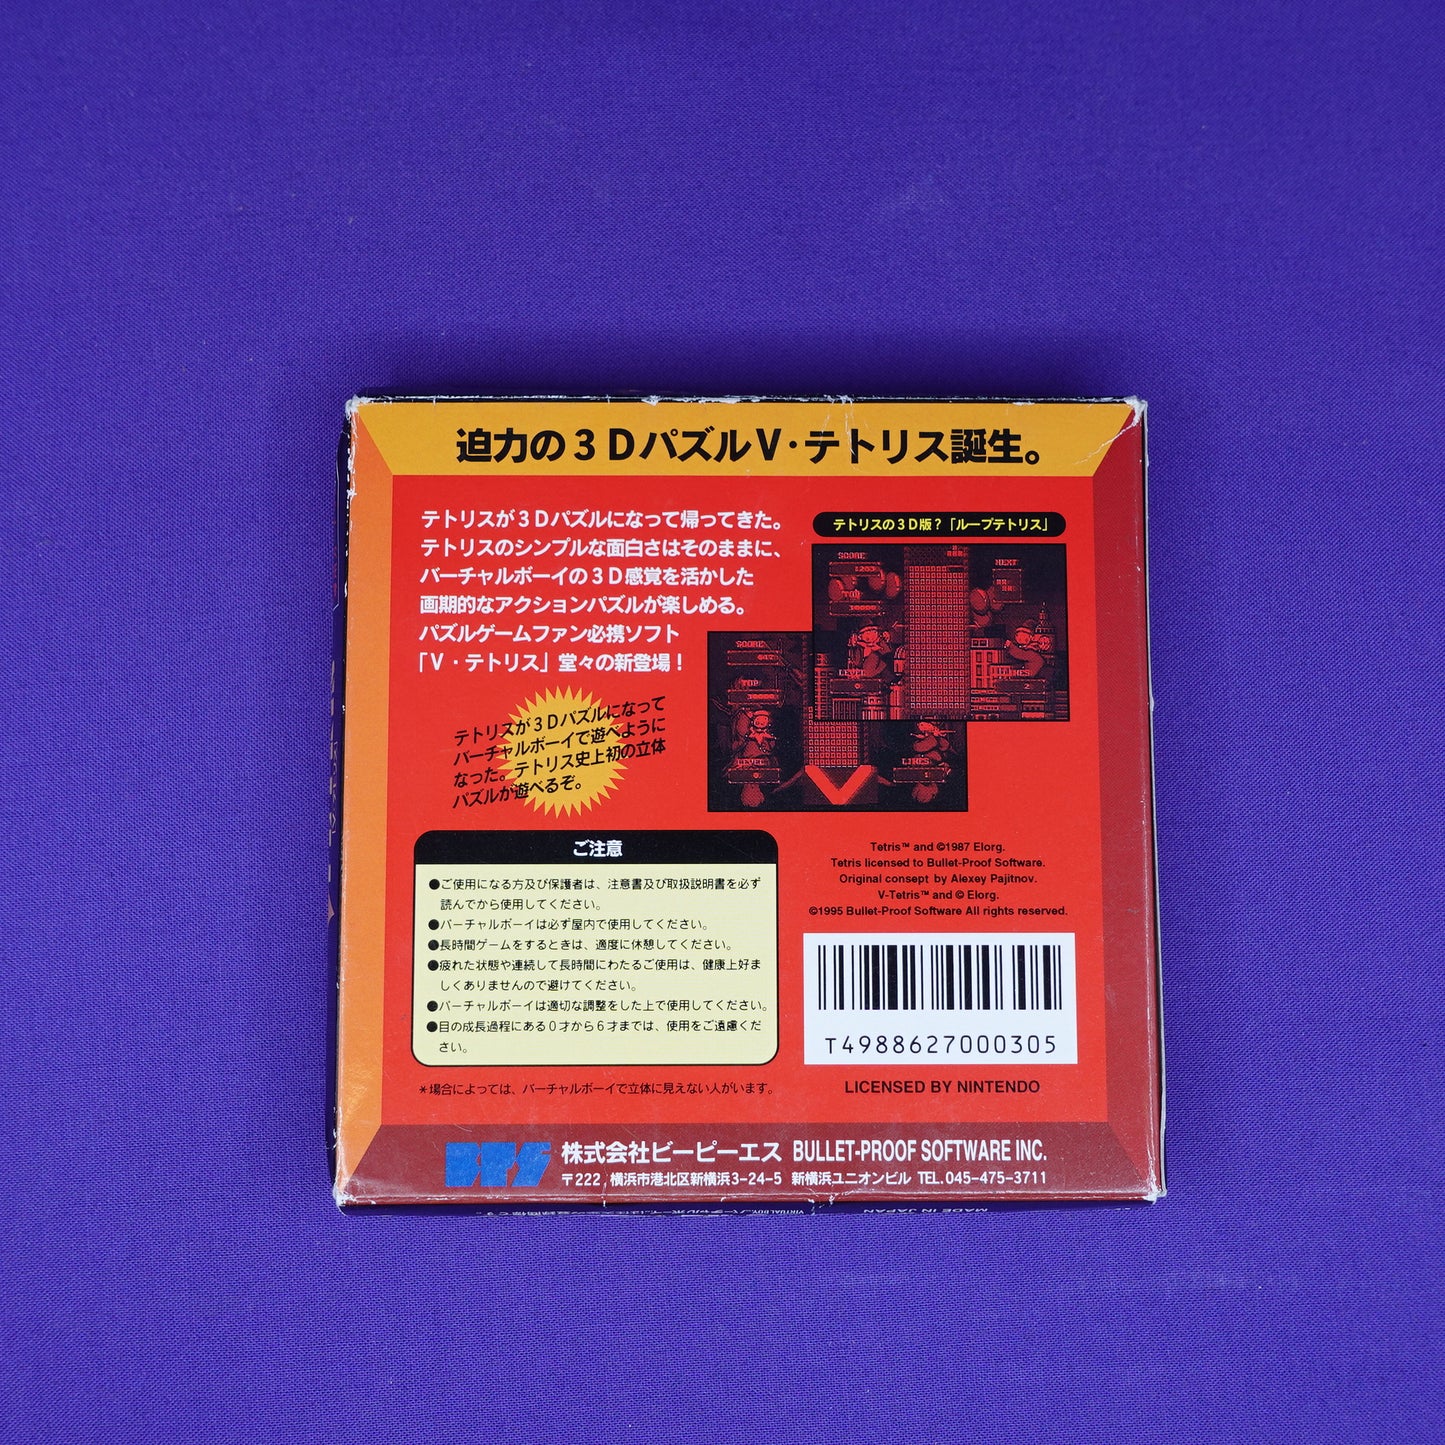 迫力の3DパズルV・テトリス誕生。
テトリスが3Dパズルになって帰ってきた。
テトリスのシンプルな面白さはそのままに、
バーチャルボーイの3D感覚を活かした
画期的なアクションパズルが楽しめる。
パズルゲームファン必携ソフト
「V・テトリス」堂々の新登場!
テトリスの3D版?「ループテトリス」
SCORE
1203
TOP
10000
LEVEL
NEXT
LINES
2
SCORE
TOP
10000
LEVEL
0
LINES
1
テトリスが3Dパズルになって
バーチャルボーイで遊べように
なった。テトリス史上初の立体
パズルが遊べるぞ。
ご注意
●ご使用になる方及び保護者は、注意書及び取扱説明書を必ず
読んでから使用してください。
●バーチャルボーイは必ず屋内で使用してください。
●長時間ゲームをするときは、適度に休憩してください。
●疲れた状態や連続して長時間にわたるご使用は、健康上好ま
しくありませんので避けてください。
●バーチャルボーイは適切な調整をした上で使用してください。
●目の成長過程にある0才から6才までは、使用をご遠慮くだ
さい。
*場合によっては、バーチャルボーイで立体に見えない人がいます。
Tetris™ and ©1987 Elorg.
Tetris licensed to Bullet-Proof Software.
Original consept by Alexey Pajitnov.
V-Tetris™ and © Elorg.
©1995 Bullet-Proof Software All rights reserved.
T4988627000305
LICENSED BY NINTENDO
BPS 株式会社ビーピーエス BULLET-PROOF SOFTWARE INC.
〒222 横浜市港北区新横浜3-24-5 新横浜ユニオンビル TEL.045-475-3711
MADE IN JAPAN